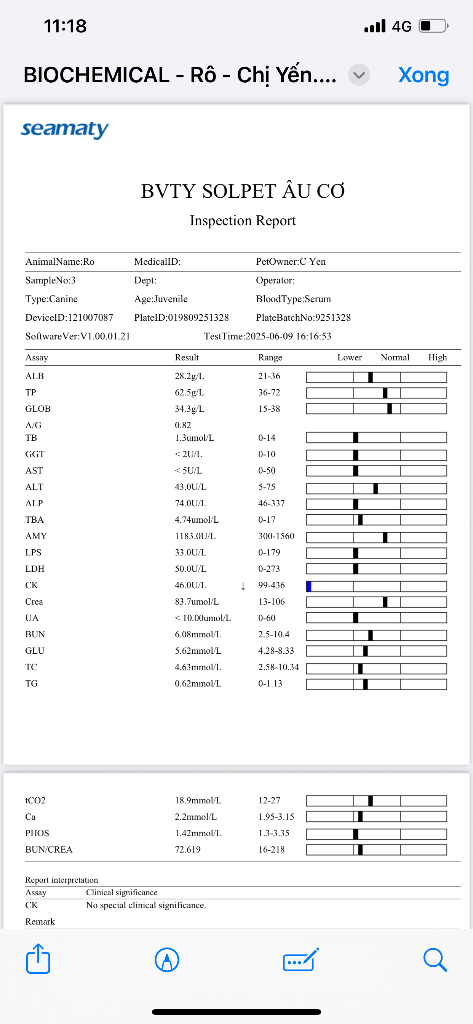 11:18
4G
BIOCHEMICAL - Rô - Chị Yến....
Xong
seamaty
BVTY SOLPET ÂU CƠ
Inspection Report
AnimalName:Ro MedicalID: PetOwner:C Yen
SampleNo:3 Dept: Operator:
Type:Canine Age:Juvenile BloodType:Serum
DeviceID:121007087 PlateID:019809251328 PlateBatchNo:9251328
SoftwareVer:V1.00.01.21 TestTime:2025-06-09 16:16:53
Assay Result Range Lower Normal High
ALB 28.2g/L 21-36
TP 62.5g/L 36-72
GLOB 34.3g/L 15-38
A/G 0.82
TB 1.3umol/L 0-14
GGT < 2U/L 0-10
AST < 5U/L 0-50
ALT 43.0U/L 5-75
ALP 74.0U/L 46-337
TBA 4.74umol/L 0-17
AMY 1183.0U/L 300-1560
LPS 33.0U/L 0-179
LDH 50.0U/L 0-273
CK 46.0U/L ↓ 99-436
Crea 83.7umol/L 13-106
UA < 10.00umol/L 0-60
BUN 6.08mmol/L 2.5-10.4
GLU 5.62mmol/L 4.28-8.33
TC 4.63mmol/L 2.58-10.34
TG 0.62mmol/L 0-1.13
tCO2 18.9mmol/L 12-27
Ca 2.2mmol/L 1.95-3.15
PHOS 1.42mmol/L 1.3-3.35
BUN/CREA 72.619 16-218
Report interpretation
Assay Clinical significance
CK No special clinical significance.
Remark